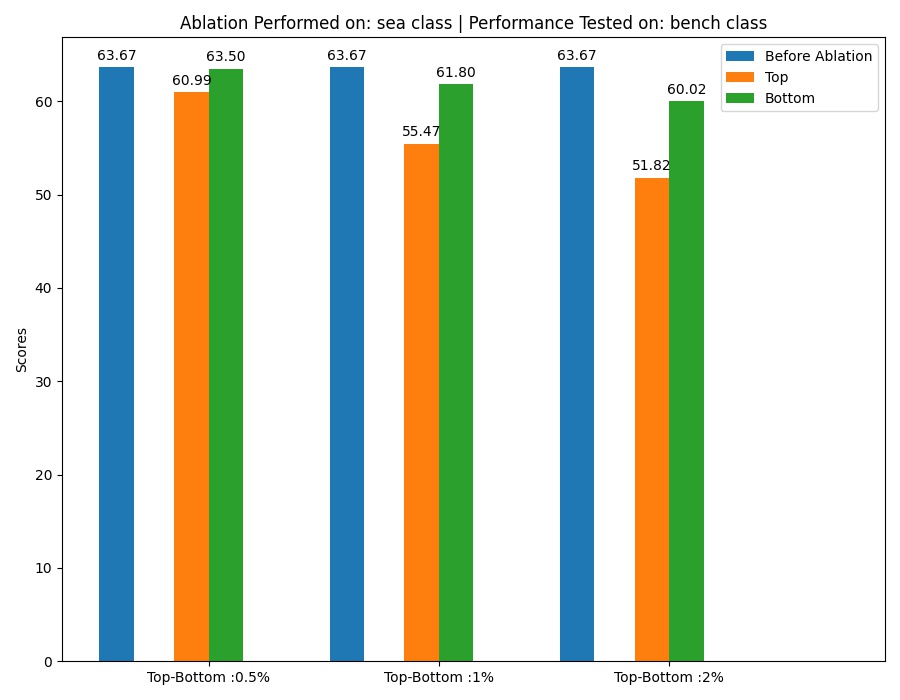 Ablation Performed on: sea class | Performance Tested on: bench class
63.67
60.99
63.50
63.67
55.47
61.80
63.67
51.82
60.02
Before Ablation
Top
Bottom
Scores
60
50
40
30
20
10
0
Top-Bottom :0.5%
Top-Bottom :1%
Top-Bottom :2%